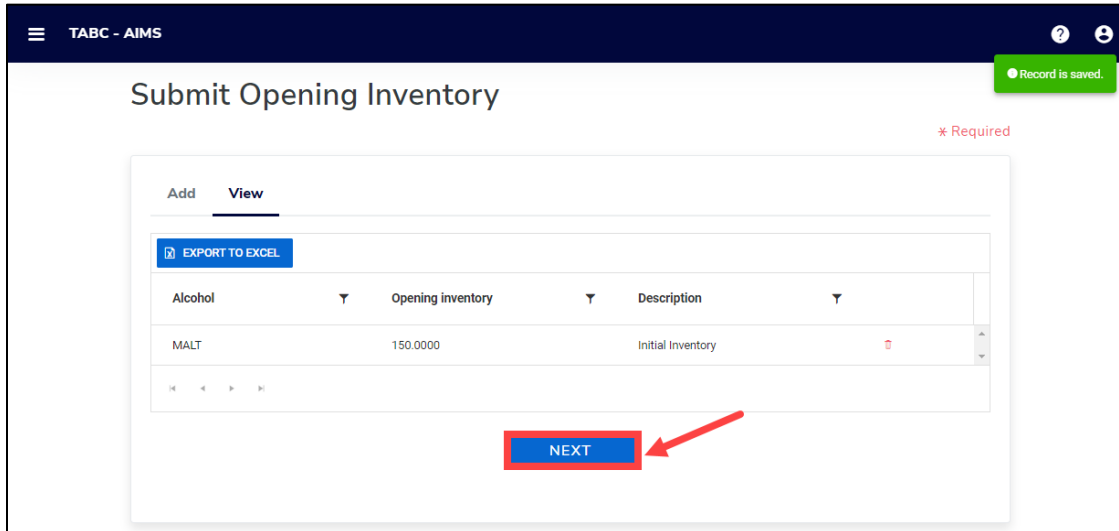 TABC - AIMS
Record is saved.
Submit Opening Inventory
* Required
Add View
EXPORT TO EXCEL
Alcohol Opening inventory Description
MALT 150.0000 Initial Inventory
NEXT